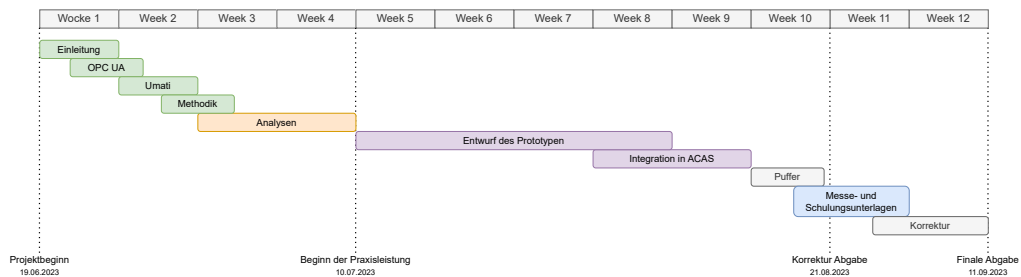 Wocke 1
Week 2
Week 3
Week 4
Week 5
Week 6
Week 7
Week 8
Week 9
Week 10
Week 11
Week 12
Einleitung
OPC UA
Umati
Methodik
Analysen
Entwurf des Prototypen
Integration in ACAS
Puffer
Messe- und
Schulungsunterlagen
Korrektur
Projektbeginn
19.06.2023
Beginn der Praxisleistung
10.07.2023
Korrektur Abgabe
21.08.2023
Finale Abgabe
11.09.2023